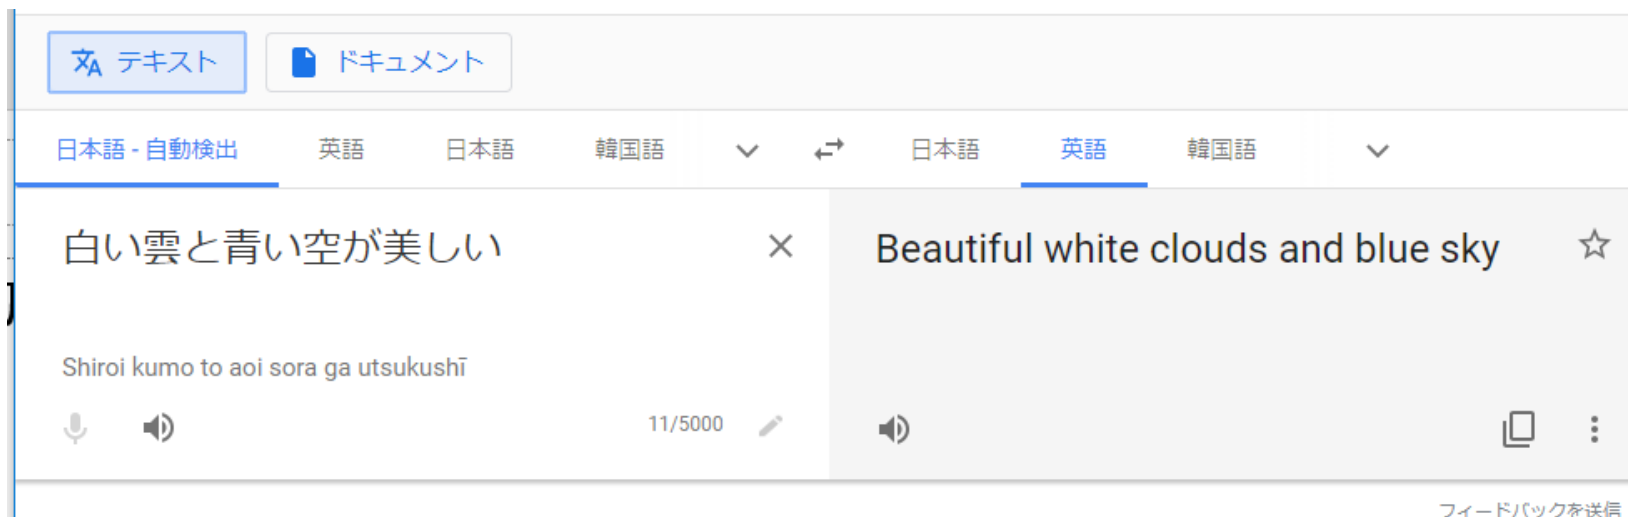 テキスト ドキュメント
日本語 - 自動検出 英語 日本語 韓国語 日本語 英語 韓国語
白い雲と青い空が美しい
Beautiful white clouds and blue sky
Shiroi kumo to aoi sora ga utsukushī
11/5000
フィードバックを送信